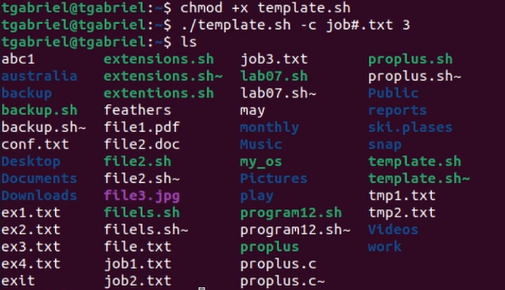 tgabriel@tgabriel:~$ chmod +x template.sh
tgabriel@tgabriel:~$ ./template.sh -c job#.txt 3
tgabriel@tgabriel:~$ ls
abc1 extensions.sh job3.txt proplus.sh
australia extensions.sh~ lab07.sh proplus.sh~
backup extentions.sh lab07.sh~ Public
backup.sh feathers may reports
backup.sh~ file1.pdf monthly ski.plases
conf.txt file2.doc Music snap
Desktop file2.sh my_os template.sh
Documents file2.sh~ Pictures template.sh~
Downloads file3.jpg play tmp1.txt
ex1.txt filels.sh program12.sh tmp2.txt
ex2.txt filels.sh~ program12.sh~ Videos
ex3.txt file.txt proplus work
ex4.txt job1.txt proplus.c
exit job2.txt proplus.c~